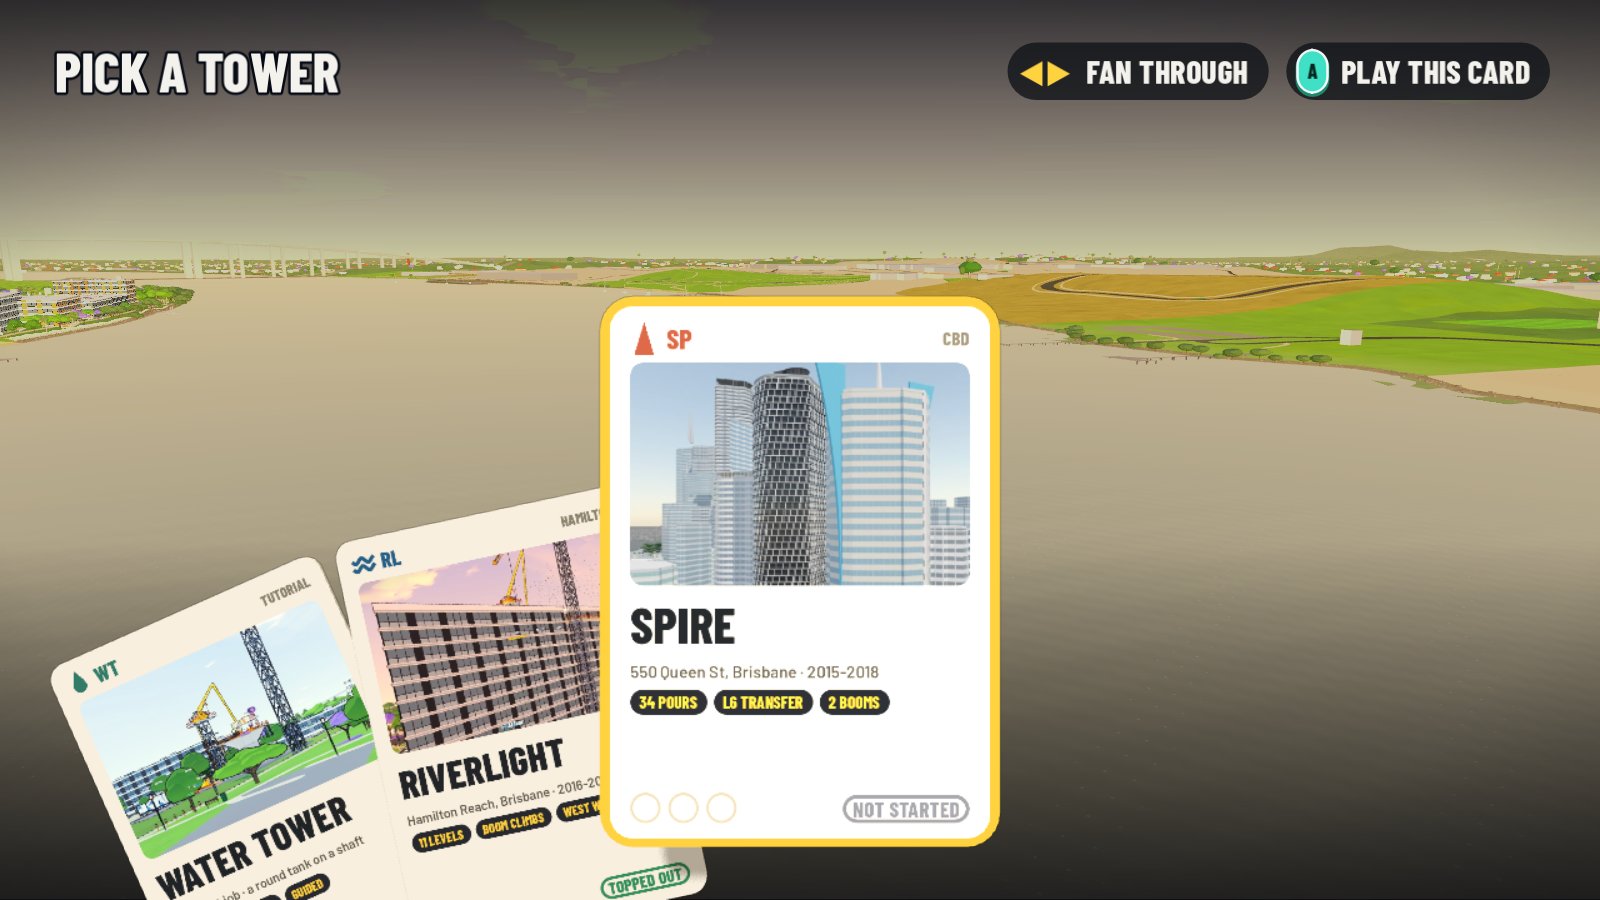 PICK A TOWER
FAN THROUGH
A PLAY THIS CARD
SP
CBD
SPIRE
550 Queen St, Brisbane · 2015-2018
34 POURS L6 TRANSFER 2 BOOMS
NOT STARTED
RL
RIVERLIGHT
Hamilton Reach, Brisbane
11 LEVELS BOOM CLIMBS WEST
TOPPED OUT
WT
TUTORIAL
WATER TOWER
job · a round tank on a shaft
GUIDED